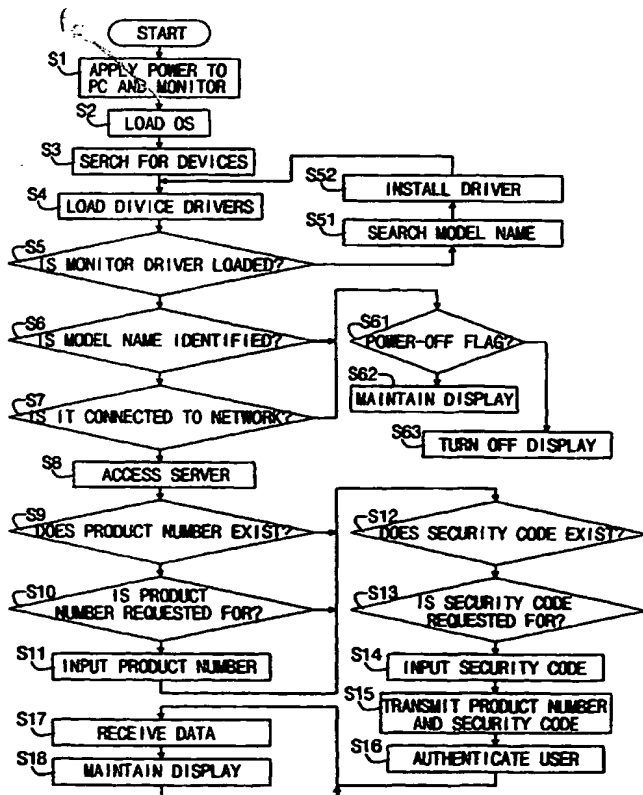 START
S1
APPLY POWER TO
PC AND MONITOR
S2
LOAD OS
S3
SERCH FOR DEVICES
S4
LOAD DIVICE DRIVERS
S52
INSTALL DRIVER
S51
SEARCH MODEL NAME
S5
IS MONITOR DRIVER LOADED?
S6
IS MODEL NAME IDENTIFIED?
S61
POWER-OFF FLAG?
S62
MAINTAIN DISPLAY
S7
IS IT CONNECTED TO NETWORK?
S63
TURN OFF DISPLAY
S8
ACCESS SERVER
S9
DOES PRODUCT NUMBER EXIST?
S12
DOES SECURITY CODE EXIST?
S10
IS PRODUCT
NUMBER REQUESTED FOR?
S13
IS SECURITY CODE
REQUESTED FOR?
S11
INPUT PRODUCT NUMBER
S14
INPUT SECURITY CODE
S15
TRANSMIT PRODUCT NUMBER
AND SECURITY CODE
S17
RECEIVE DATA
S16
AUTHENTICATE USER
S18
MAINTAIN DISPLAY